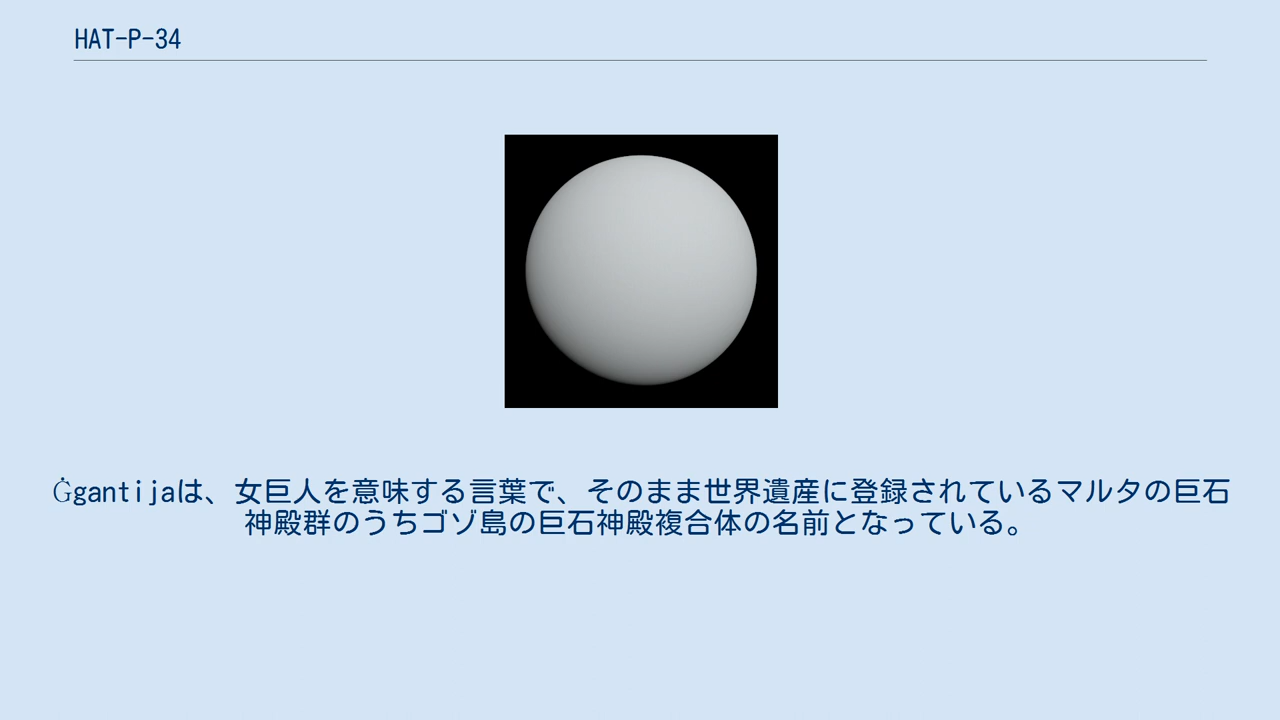 HAT-P-34
Ġgantijaは、女巨人を意味する言葉で、そのまま世界遺産に登録されているマルタの巨石
神殿群のうちゴゾ島の巨石神殿複合体の名前となっている。